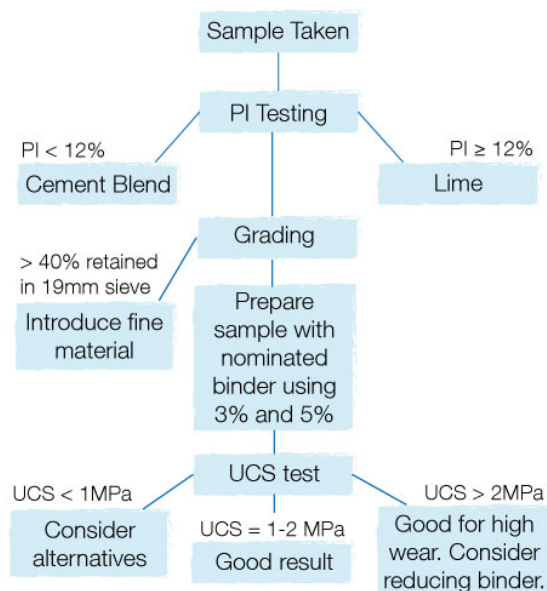 Sample Taken
PI Testing
PI < 12%
PI ≥ 12%
Cement Blend
Lime
Grading
> 40% retained
in 19mm sieve
Introduce fine
material
Prepare
sample with
nominated
binder using
3% and 5%
UCS test
UCS < 1MPa
UCS = 1-2 MPa
UCS > 2MPa
Consider
alternatives
Good result
Good for high
wear. Consider
reducing binder.